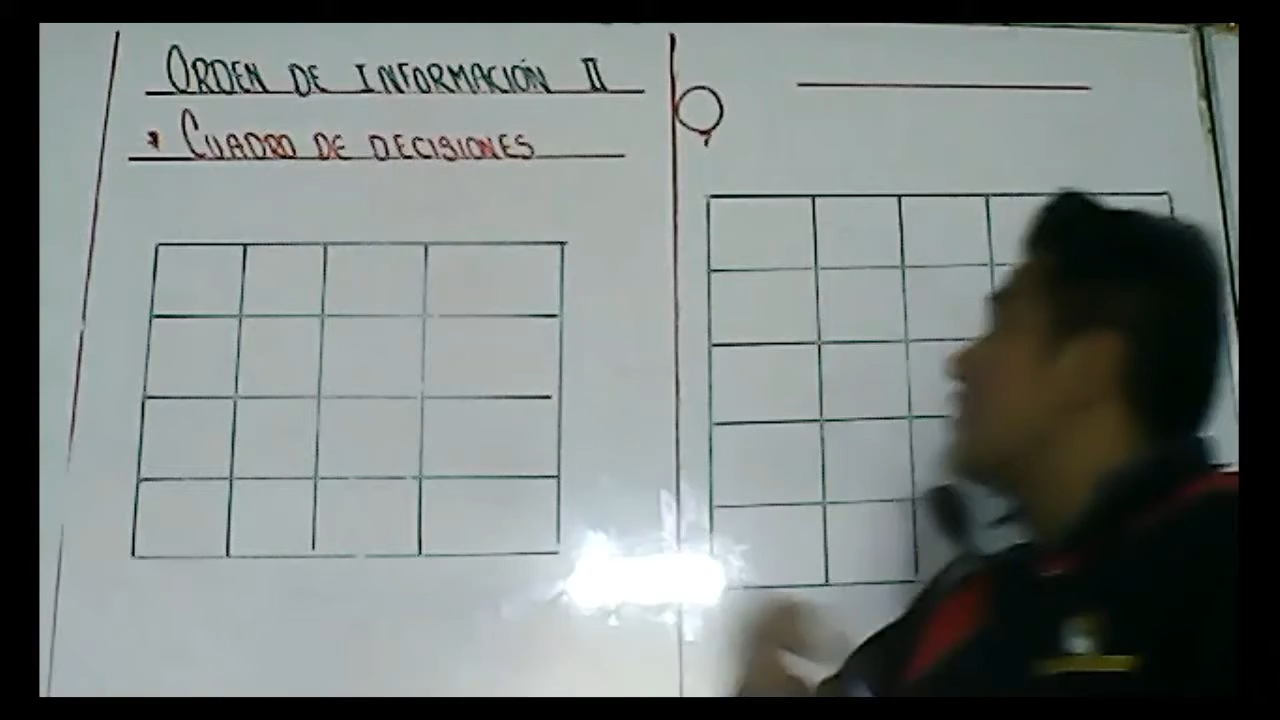 ORDEN DE INFORMACIÓN II
* CUADRO DE DECISIONES